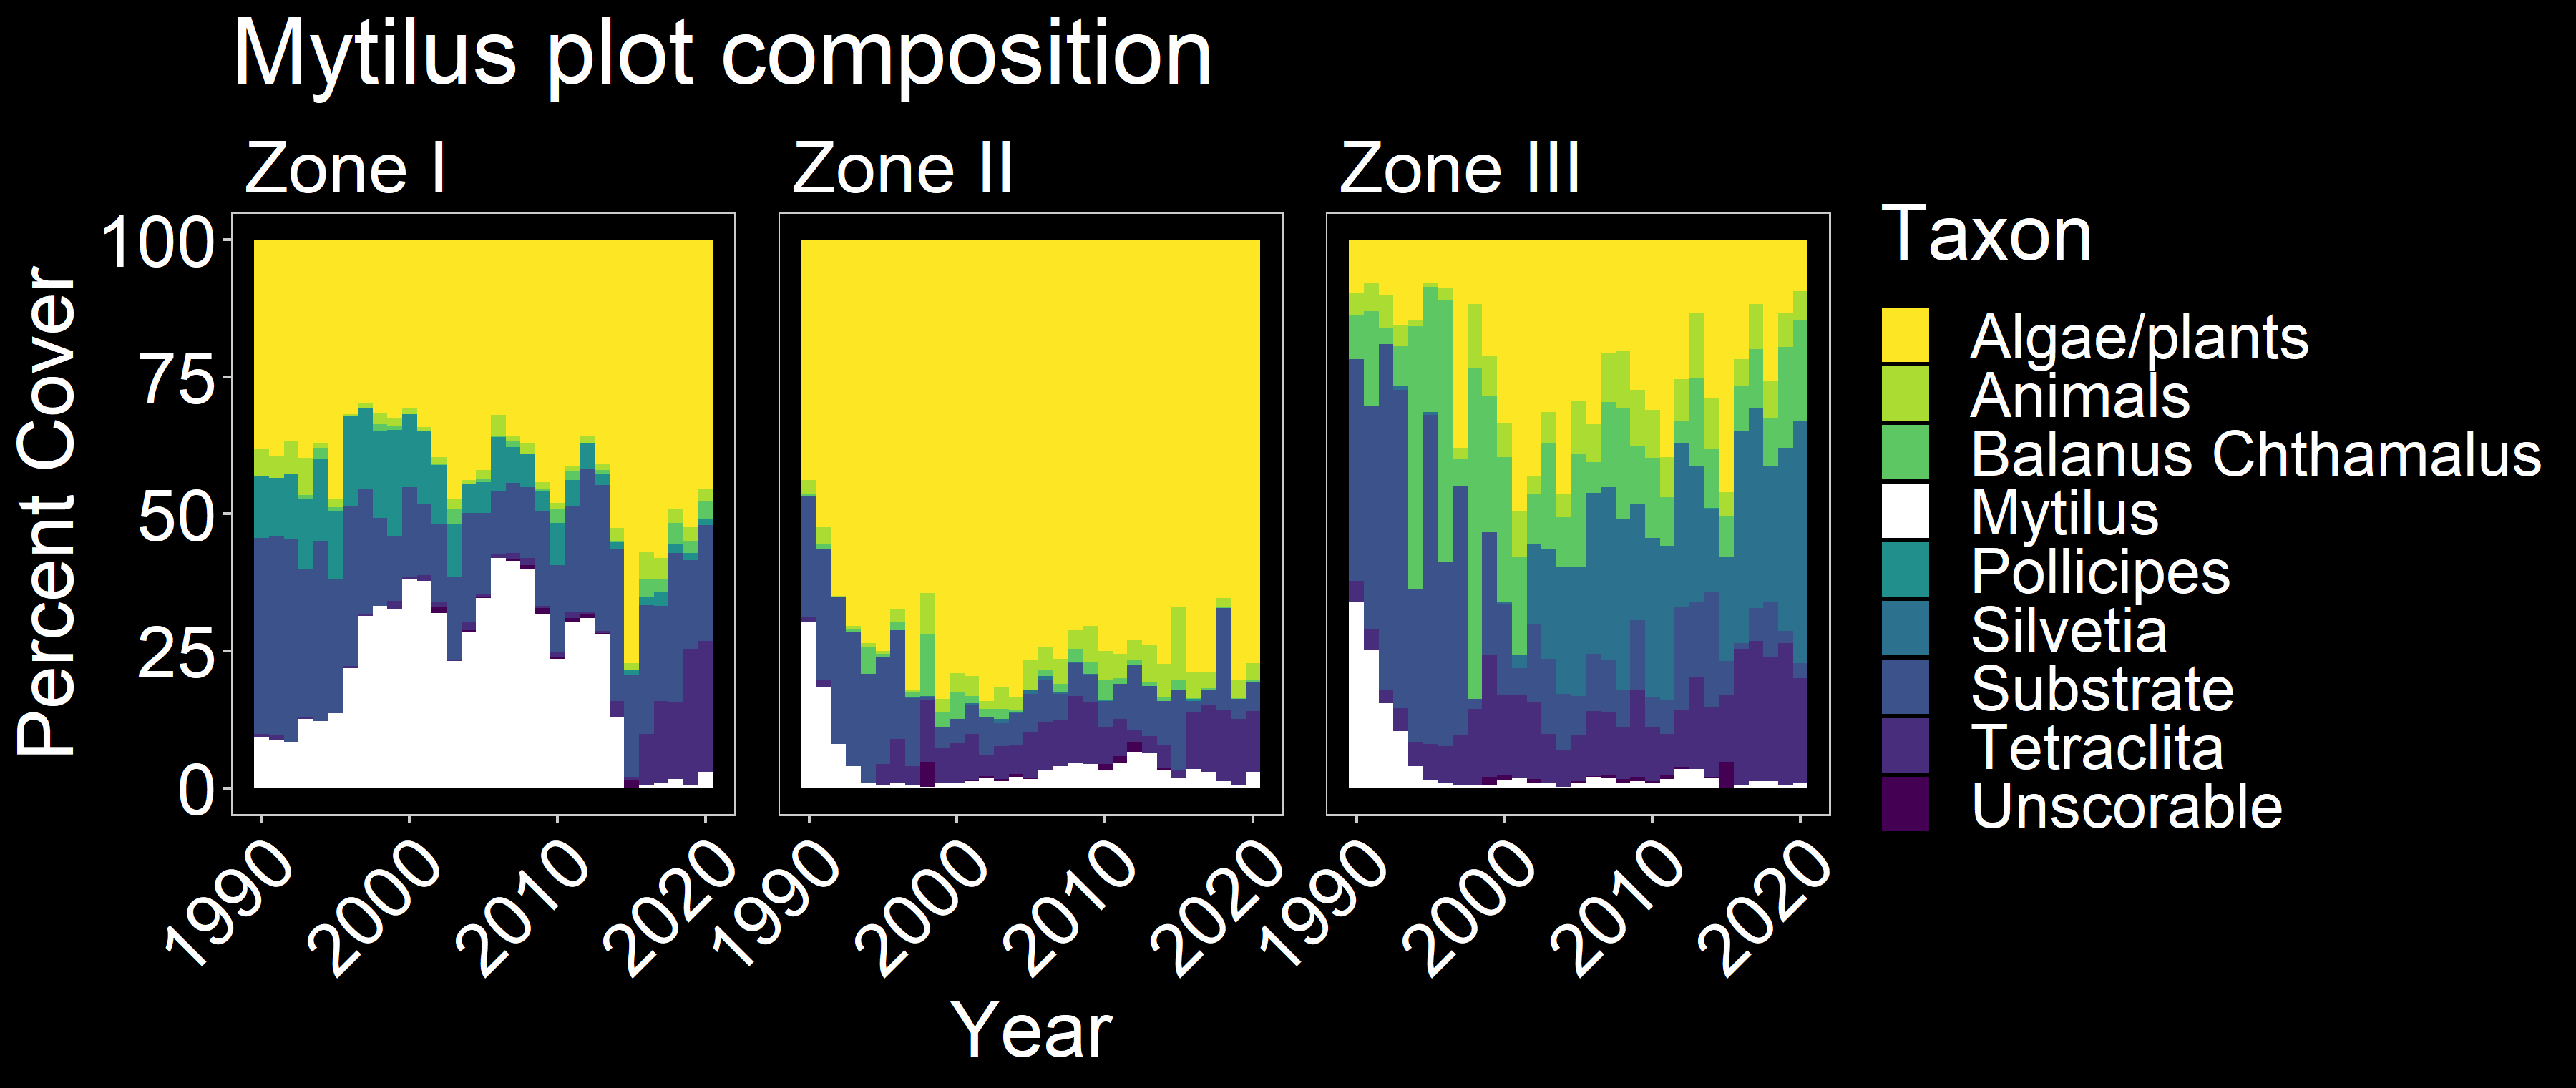 Mytilus plot composition
Zone I
Zone II
Zone III
Percent Cover
100
75
50
25
0
1990
2000
2010
2020
1990
2000
2010
2020
1990
2000
2010
2020
Year
Taxon
Algae/plants
Animals
Balanus Chthamalus
Mytilus
Pollicipes
Silvetia
Substrate
Tetraclita
Unscorable